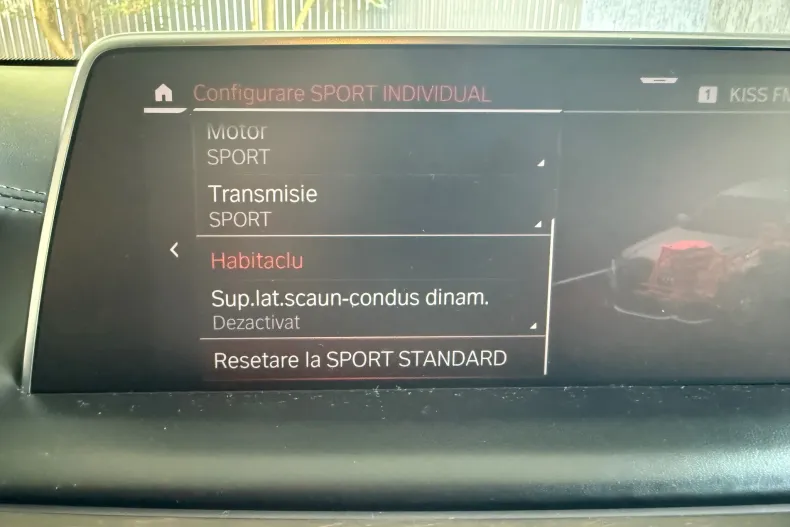 Configurare SPORT INDIVIDUAL
1 KISS FM
Motor
SPORT
Transmisie
SPORT
Habitaclu
Sup.lat.scaun-condus dinam.
Dezactivat
Resetare la SPORT STANDARD